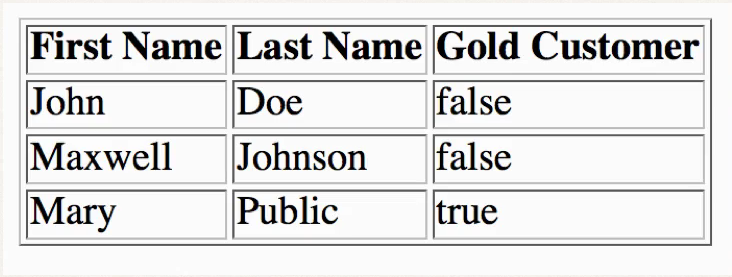 First Name Last Name Gold Customer
John Doe false
Maxwell Johnson false
Mary Public true